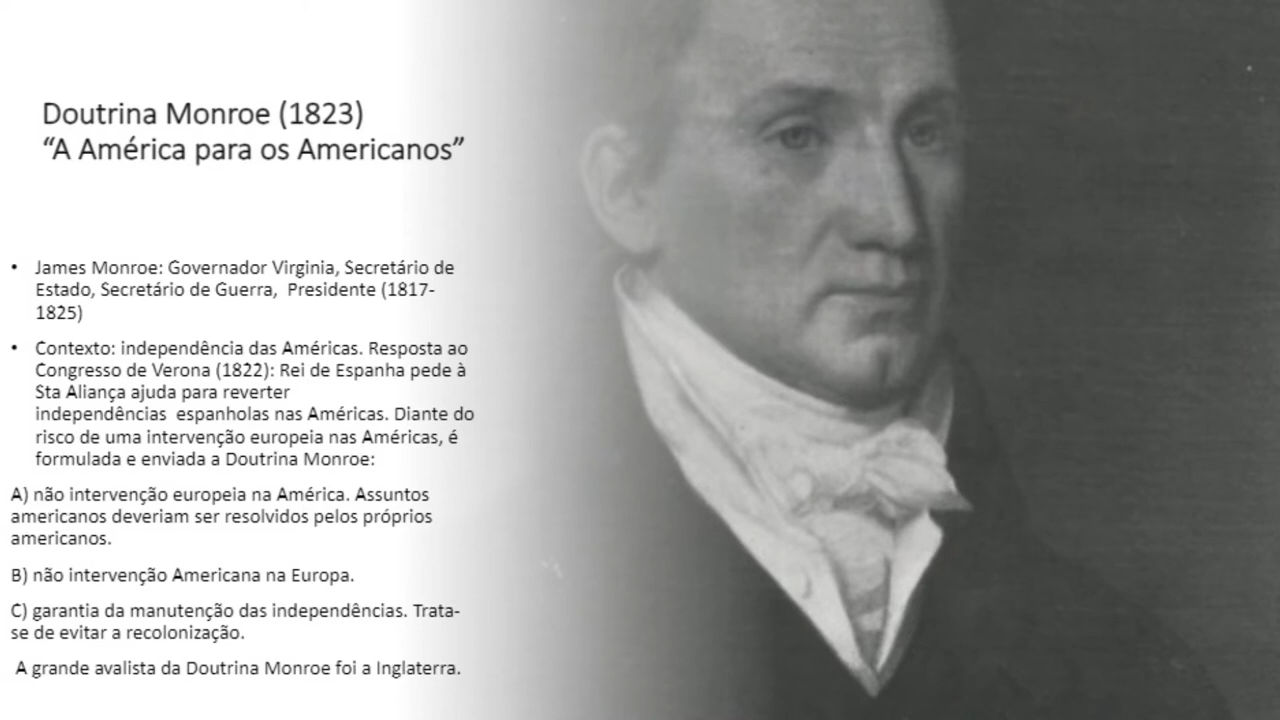 Doutrina Monroe (1823)
“A América para os Americanos”
• James Monroe: Governador Virginia, Secretário de
Estado, Secretário de Guerra,  Presidente (1817-
1825)
• Contexto: independência das Américas. Resposta ao
Congresso de Verona (1822): Rei de Espanha pede à
Sta Aliança ajuda para reverter
independências  espanholas nas Américas. Diante do
risco de uma intervenção europeia nas Américas, é
formulada e enviada a Doutrina Monroe:
A) não intervenção europeia na América. Assuntos
americanos deveriam ser resolvidos pelos próprios
americanos.
B) não intervenção Americana na Europa.
C) garantia da manutenção das independências. Trata-
se de evitar a recolonização.
A grande avalista da Doutrina Monroe foi a Inglaterra.